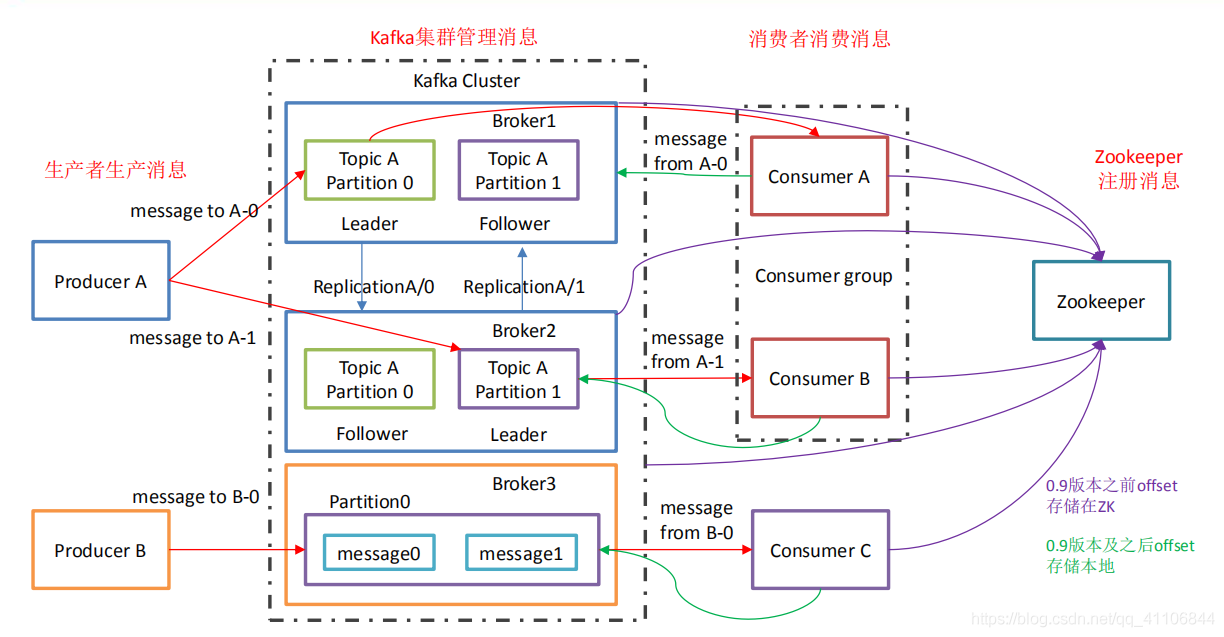 Kafka集群管理消息
消费者消费消息
Kafka Cluster
Broker1
Topic A
Partition 0
Topic A
Partition 1
Leader
Follower
message
from A-0
Consumer A
Zookeeper
注册消息
生产者生产消息
message to A-0
Producer A
message to A-1
ReplicationA/0
ReplicationA/1
Consumer group
Zookeeper
Broker2
Topic A
Partition 0
Topic A
Partition 1
Follower
Leader
message
from A-1
Consumer B
message to B-0
Producer B
Broker3
Partition0
message0
message1
message
from B-0
Consumer C
0.9版本之前offset
存储在ZK
0.9版本及之后offset
存储本地
https://blog.csdn.net/qq_41106844